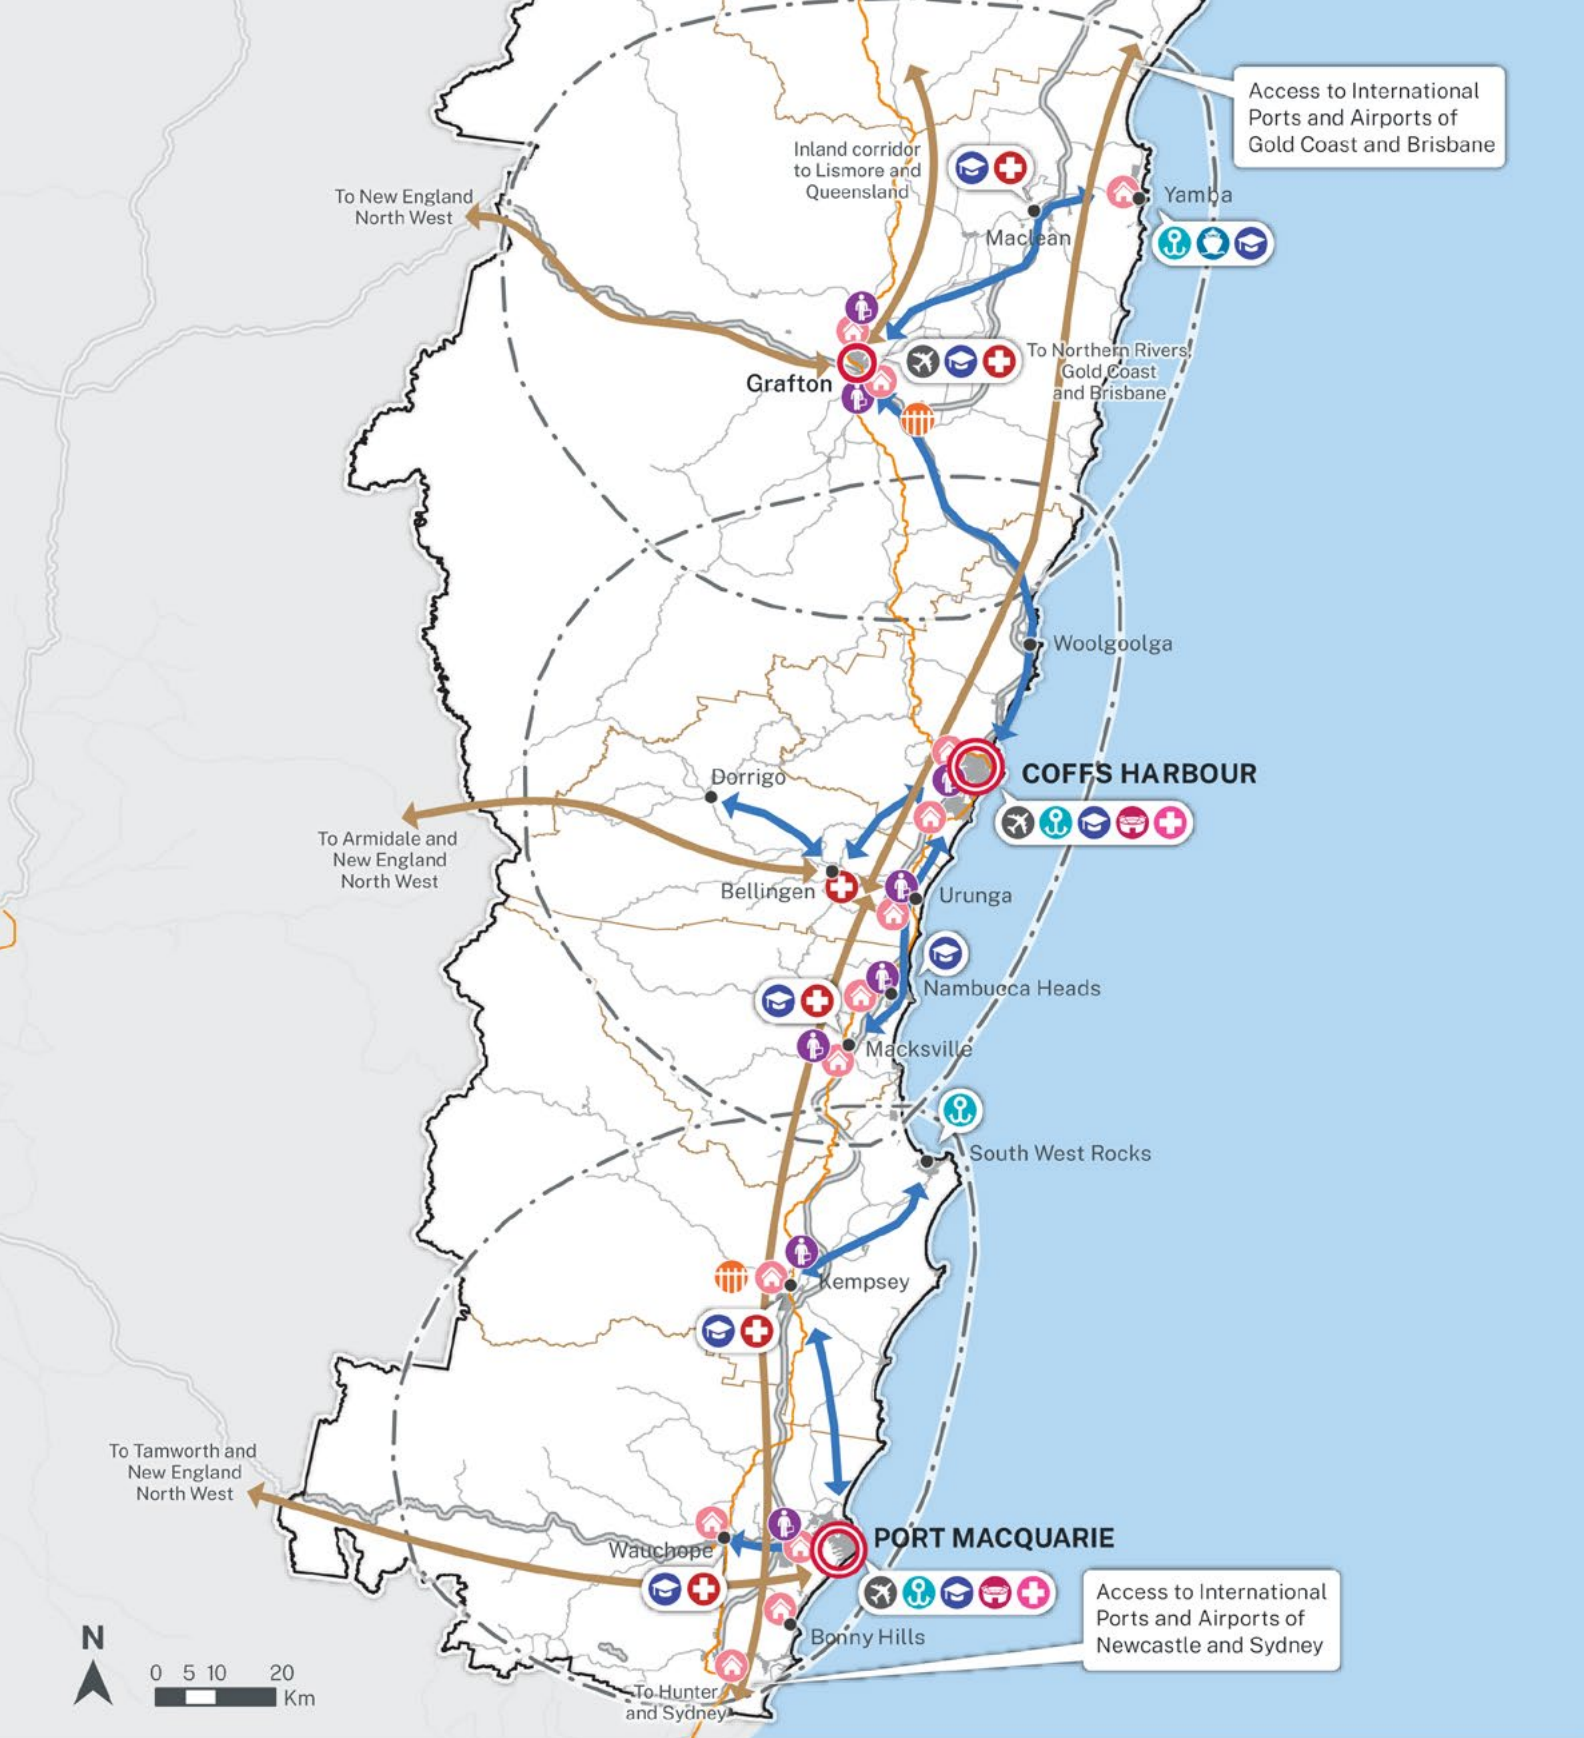 Access to International
Ports and Airports of
Gold Coast and Brisbane
Inland corridor
to Lismore and
Queensland
To New England
North West
Yamba
Maclean
To Northern Rivers,
Gold Coast
and Brisbane
Grafton
Woolgoolga
COFFS HARBOUR
Dorrigo
To Armidale and
New England
North West
Bellingen
Urunga
Nambucca Heads
Macksville
South West Rocks
Kempsey
To Tamworth and
New England
North West
PORT MACQUARIE
Wauchope
Access to International
Ports and Airports of
Newcastle and Sydney
Bonny Hills
N
0 5 10 20
Km
To Hunter
and Sydney